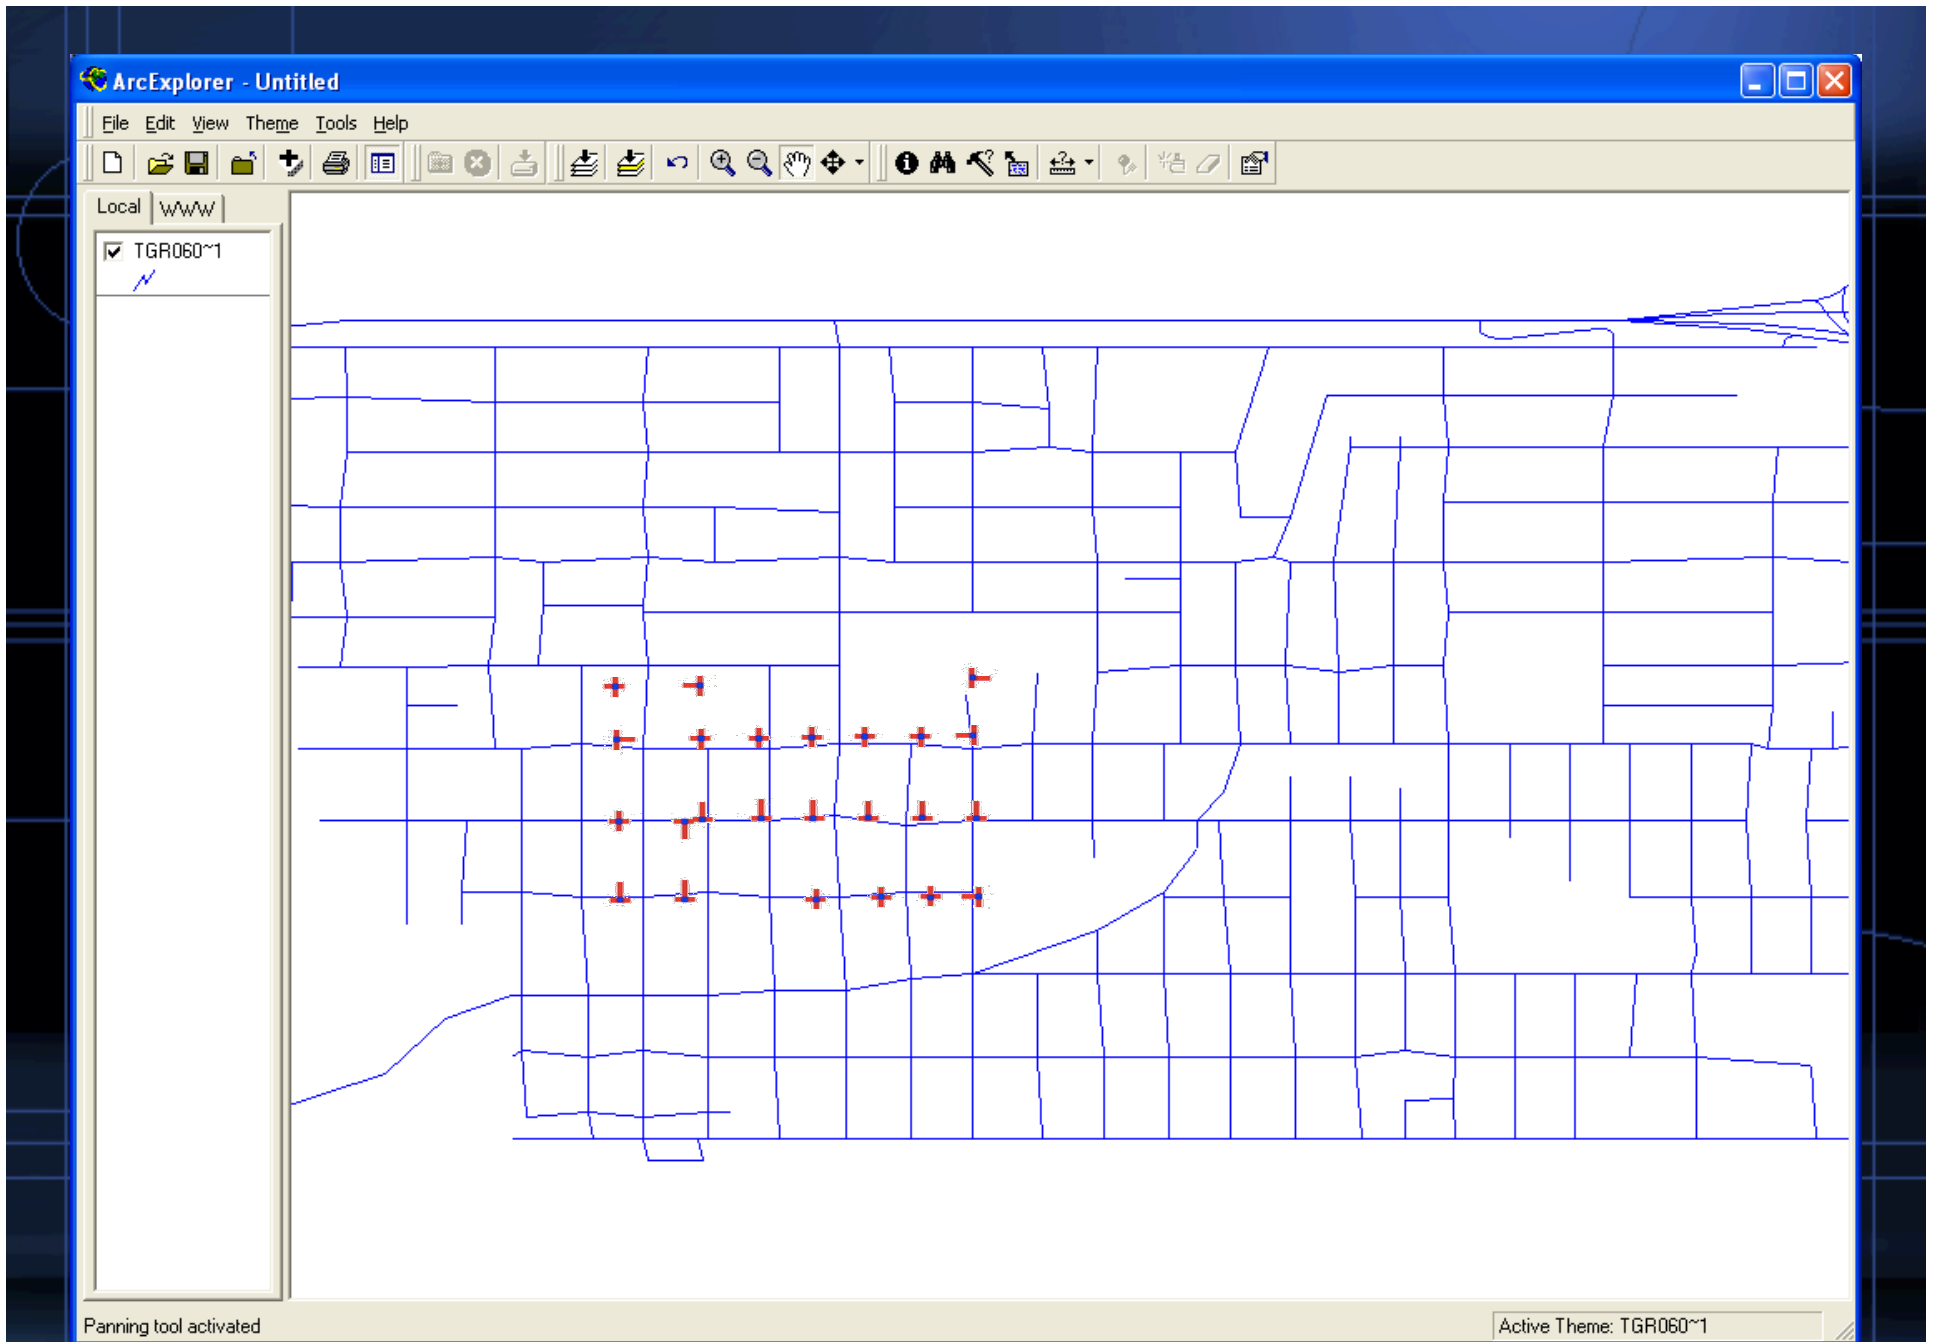 ArcExplorer - Untitled
File Edit View Theme Tools Help
Local WWW
TGR060~1
Panning tool activated
Active Theme: TGR060~1